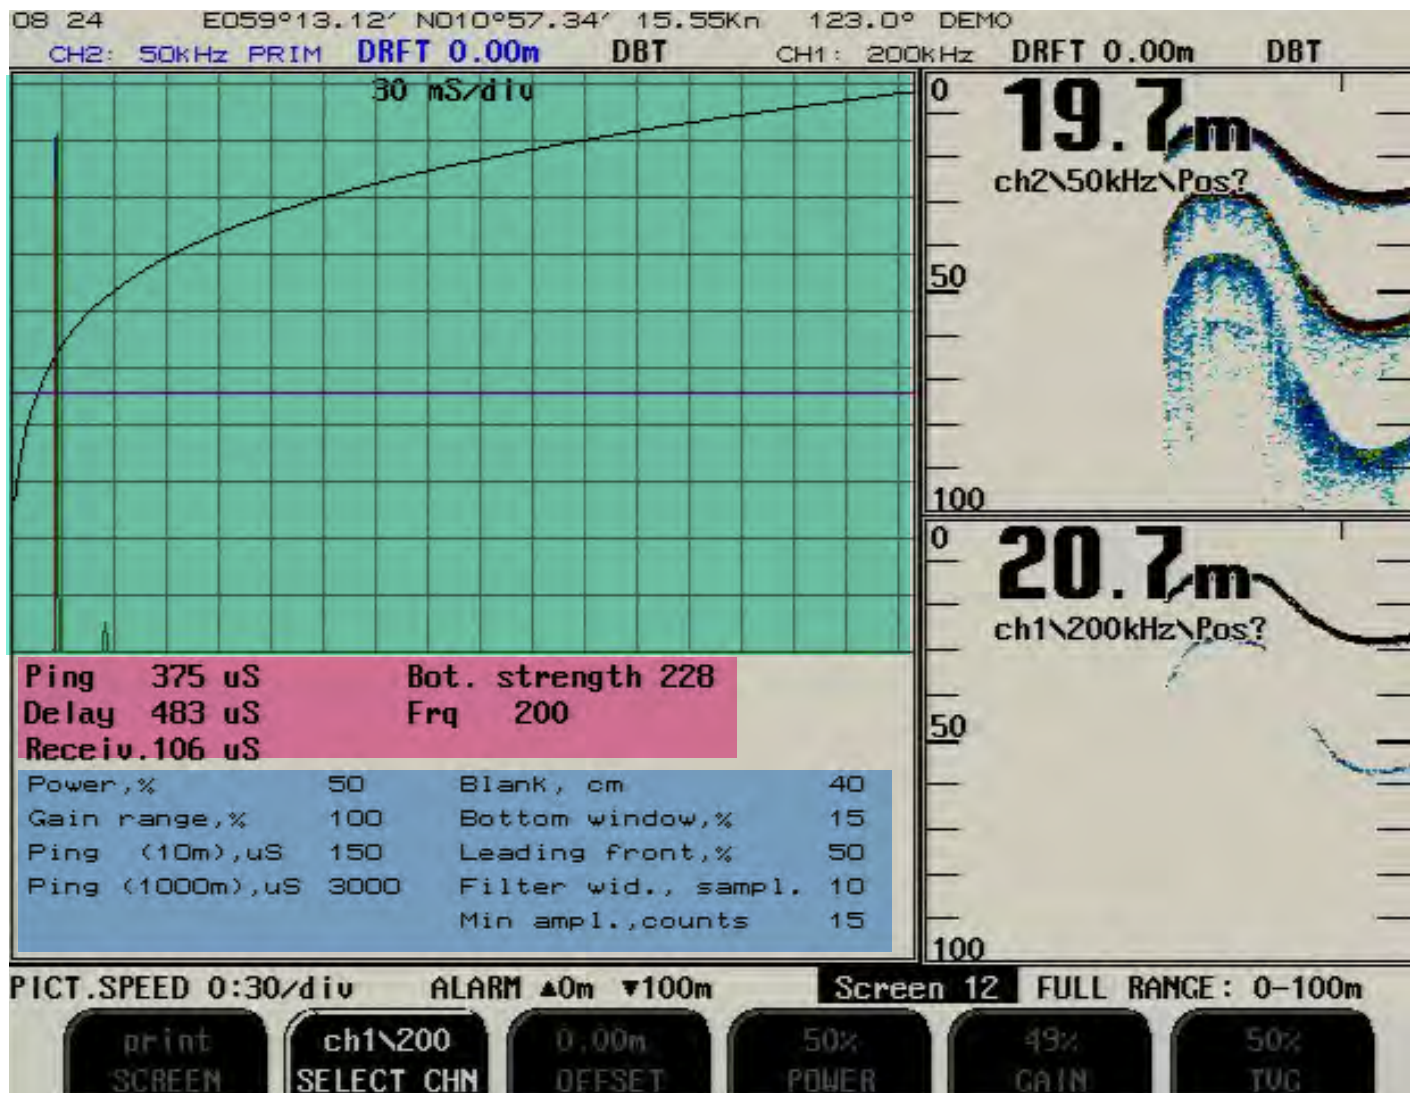 08 24 E059°13.12′ N010°57.34′ 15.55Kn 123.0° DEMO
CH2: 50kHz PRIM DRFT 0.00m DBT CH1: 200kHz DRFT 0.00m DBT
30 mS/div
0
19.7m
ch2\50kHz\Pos?
50
100
0
20.7m
ch1\200kHz\Pos?
50
100
Ping 375 uS Bot. strength 228
Delay 483 uS Frq 200
Receiv.106 uS
Power,% 50 Blank, cm 40
Gain range,% 100 Bottom window,% 15
Ping (10m),uS 150 Leading front,% 50
Ping (1000m),uS 3000 Filter wid., sampl. 10
Min ampl.,counts 15
PICT.SPEED 0:30/div ALARM ▲0m ▼100m Screen 12 FULL RANGE: 0-100m
print ch1\200 0.00m 50% 49% 50%
SCREEN SELECT CHN OFFSET POWER GAIN TVG